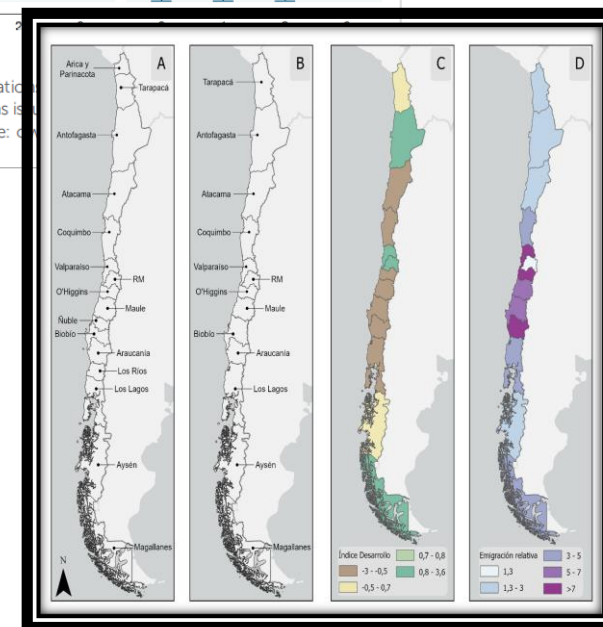 A
Arica y
Parinacota
Tarapacá
Antofagasta
Atacama
Coquimbo
Valparaíso
RM
O'Higgins
Maule
Ñuble
Biobío
Araucanía
Los Ríos
Los Lagos
Aysén
Magallanes
N
B
Tarapacá
Antofagasta
Atacama
Coquimbo
Valparaíso
RM
O'Higgins
Maule
Biobío
Araucanía
Los Lagos
Aysén
Magallanes
C
Índice Desarrollo
-3 - -0,5
-0,5 - 0,7
0,7 - 0,8
0,8 - 3,6
D
Emigración relativa
1,3
1,3 - 3
3 - 5
5 - 7
>7